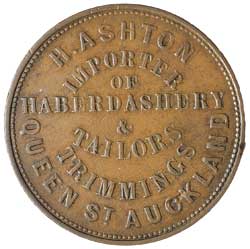 H. ASHTON
IMPORTER
OF
HABERDASHERY
&
TAILORS
TRIMMINGS
QUEEN ST AUCKLAND